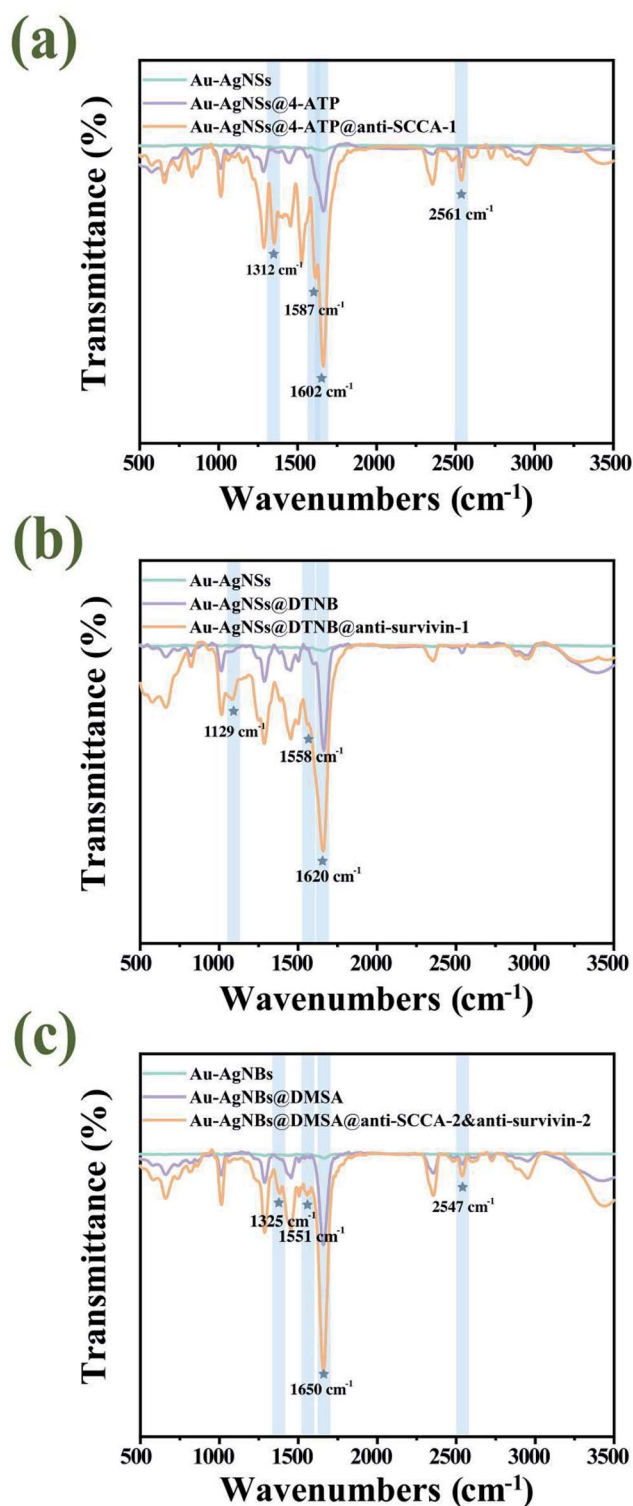 (a)
Au-AgNSs
Au-AgNSs@4-ATP
Au-AgNSs@4-ATP@anti-SCCA-1
2561 cm⁻¹
1312 cm⁻¹
1587 cm⁻¹
1602 cm⁻¹
Transmittance (%)
500 1000 1500 2000 2500 3000 3500
Wavenumbers (cm⁻¹)
(b)
Au-AgNSs
Au-AgNSs@DTNB
Au-AgNSs@DTNB@anti-survivin-1
1129 cm⁻¹
1558 cm⁻¹
1620 cm⁻¹
Transmittance (%)
500 1000 1500 2000 2500 3000 3500
Wavenumbers (cm⁻¹)
(c)
Au-AgNBs
Au-AgNBs@DMSA
Au-AgNBs@DMSA@anti-SCCA-2&anti-survivin-2
1325 cm⁻¹
1551 cm⁻¹
2547 cm⁻¹
1650 cm⁻¹
Transmittance (%)
500 1000 1500 2000 2500 3000 3500
Wavenumbers (cm⁻¹)